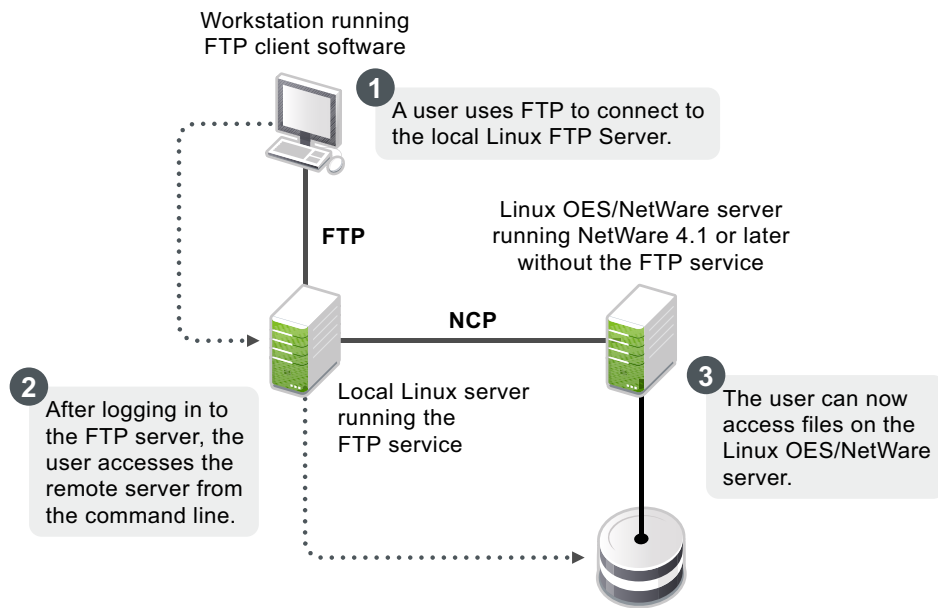 Workstation running
FTP client software
1
A user uses FTP to connect to
the local Linux FTP Server.
FTP
Linux OES/NetWare server
running NetWare 4.1 or later
without the FTP service
NCP
Local Linux server
running the
FTP service
2
After logging in to
the FTP server, the
user accesses the
remote server from
the command line.
3
The user can now
access files on the
Linux OES/NetWare
server.